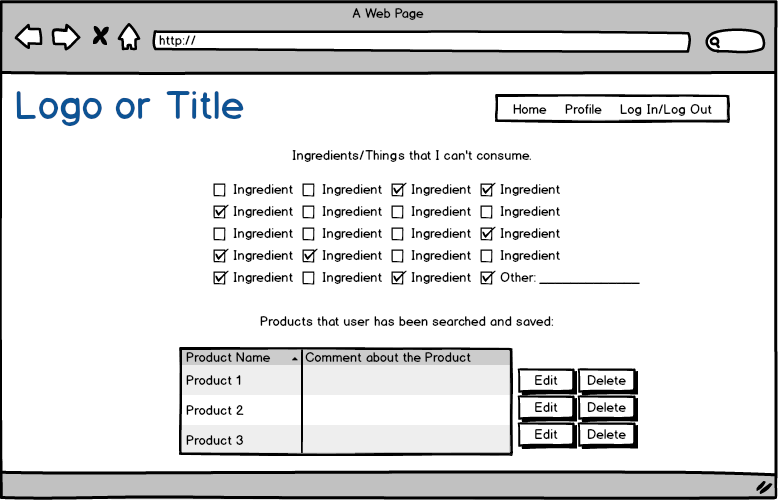 A Web Page
http://
Logo or Title
Home Profile Log In/Log Out
Ingredients/Things that I can't consume.
Ingredient Ingredient Ingredient Ingredient
Ingredient Ingredient Ingredient Ingredient
Ingredient Ingredient Ingredient Ingredient
Ingredient Ingredient Ingredient Ingredient
Ingredient Ingredient Ingredient Other:
Products that user has been searched and saved:
Product Name Comment about the Product
Product 1 Edit Delete
Product 2 Edit Delete
Product 3 Edit Delete